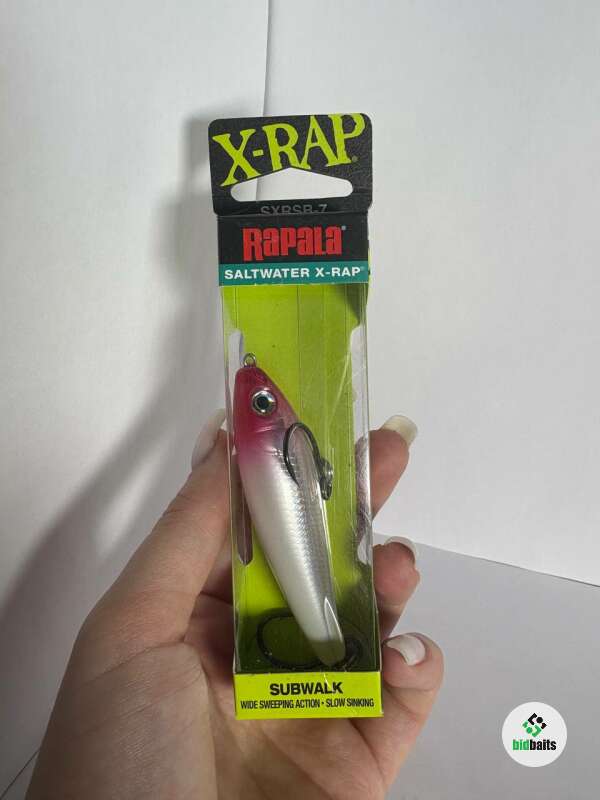 X-RAP®
SXRSB-7
RAPALA®
SALTWATER X-RAP®
SUBWALK
WIDE SWEEPING ACTION • SLOW SINKING
bidbaits